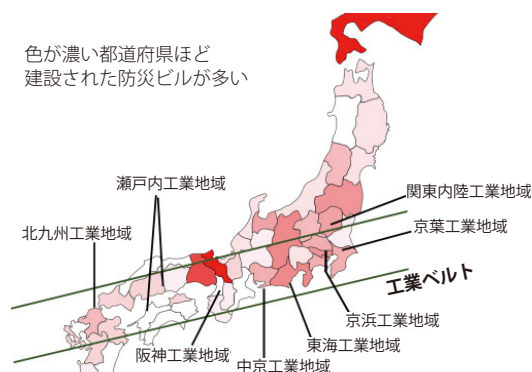 色が濃い都道府県ほど
建設された防災ビルが多い
瀬戸内工業地域
北九州工業地域
関東内陸工業地域
京葉工業地域
工業ベルト
京浜工業地域
東海工業地域
阪神工業地域
中京工業地域